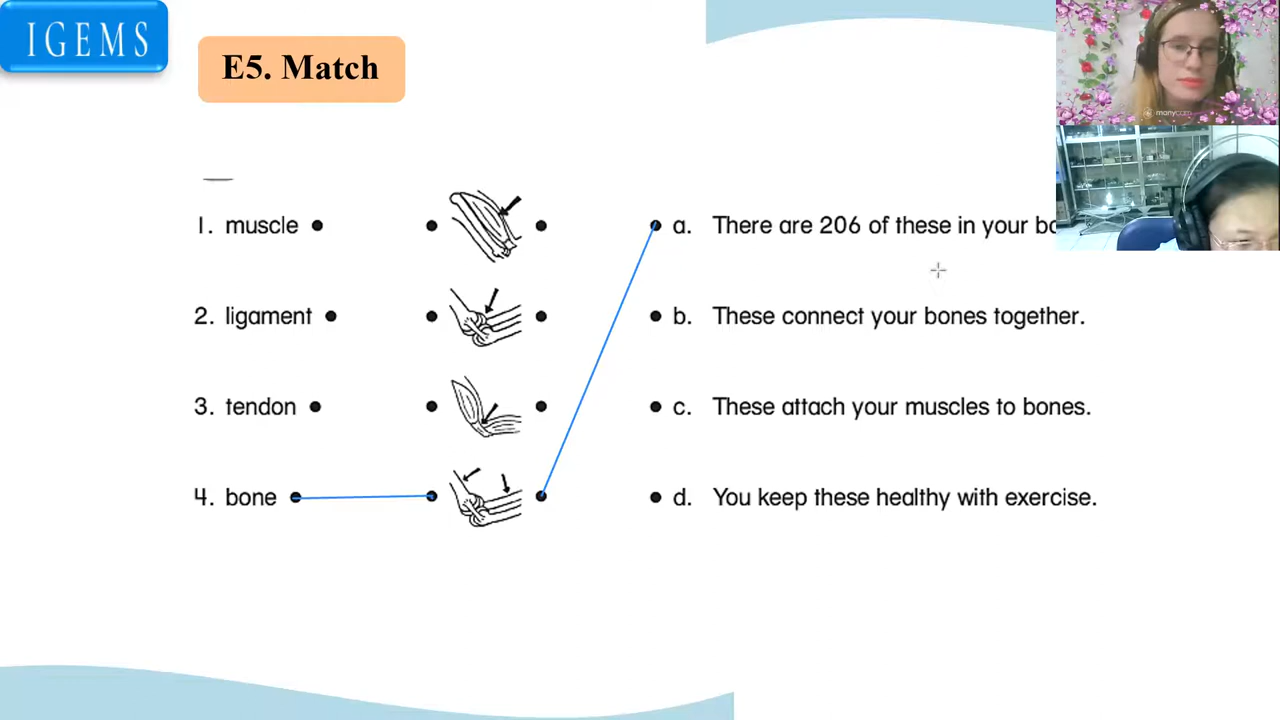 IGEMS
E5. Match
1. muscle
2. ligament
3. tendon
4. bone
a. There are 206 of these in your
b. These connect your bones together.
c. These attach your muscles to bones.
d. You keep these healthy with exercise.
manycam